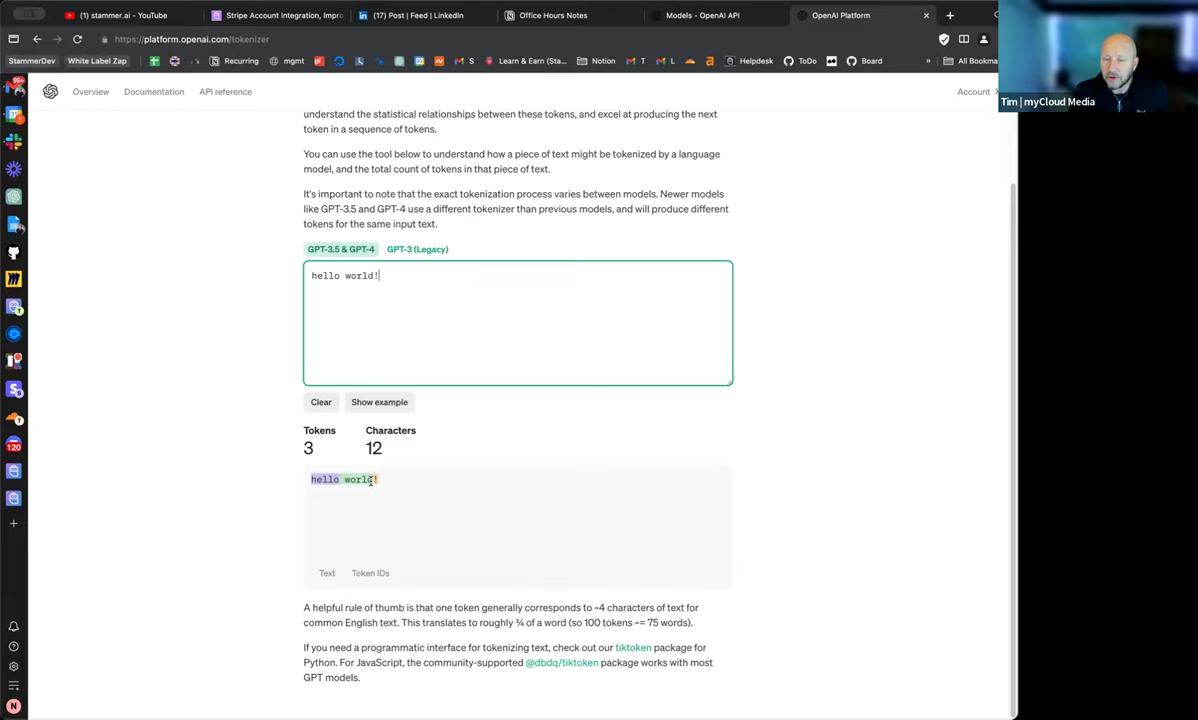 (1) stammer.ai - YouTube
Stripe Account Integration, Impro
(17) Post | Feed | LinkedIn
Office Hours Notes
Models - OpenAI API
OpenAI Platform
https://platform.openai.com/tokenizer
StammerDev
White Label Zap
Recurring
mgmt
T
S
Learn & Earn (Sta...
Notion
M T
M L
Helpdesk
ToDo
Board
»
All Bookma
Tim | myCloud Media
Overview
Documentation
API reference
Account
understand the statistical relationships between these tokens, and excel at producing the next
token in a sequence of tokens.
You can use the tool below to understand how a piece of text might be tokenized by a language
model, and the total count of tokens in that piece of text.
It's important to note that the exact tokenization process varies between models. Newer models
like GPT-3.5 and GPT-4 use a different tokenizer than previous models, and will produce different
tokens for the same input text.
GPT-3.5 & GPT-4
GPT-3 (Legacy)
hello world!
Clear
Show example
Tokens
Characters
3
12
hello world!
Text
Token IDs
A helpful rule of thumb is that one token generally corresponds to ~4 characters of text for
common English text. This translates to roughly ¾ of a word (so 100 tokens ~= 75 words).
If you need a programmatic interface for tokenizing text, check out our tiktoken package for
Python. For JavaScript, the community-supported @dbdq/tiktoken package works with most
GPT models.
99+
120
N